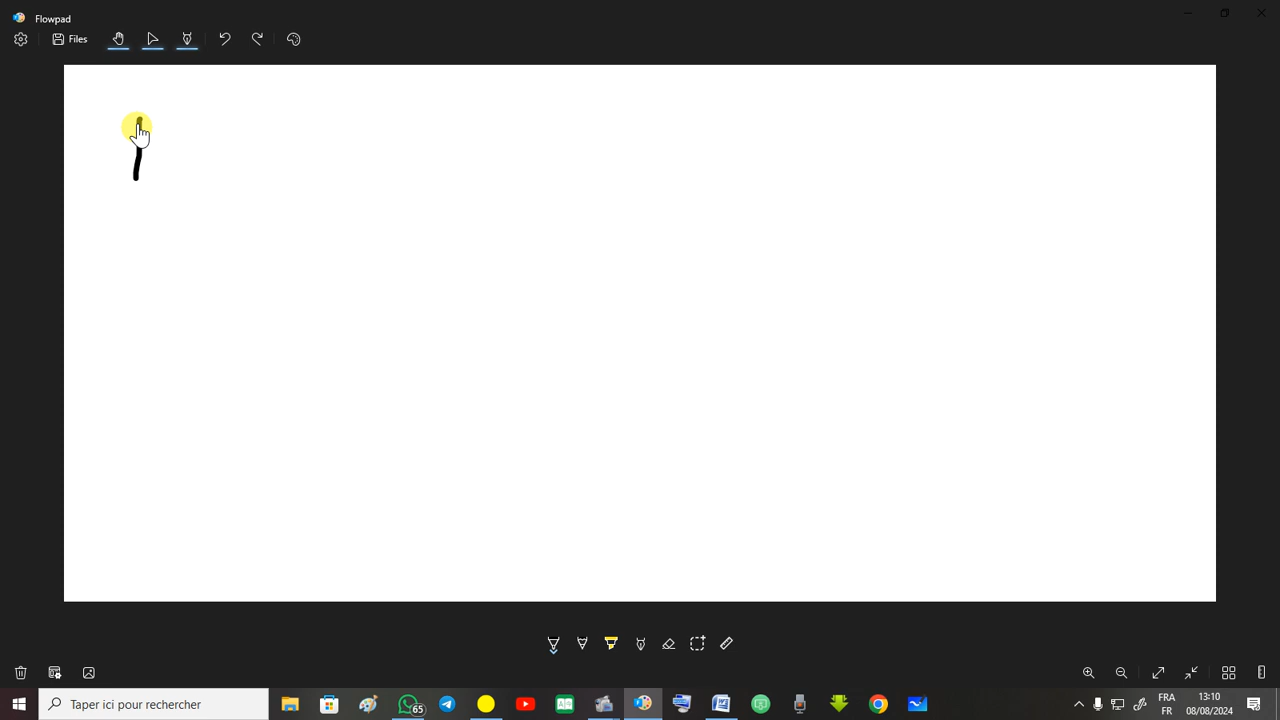 Flowpad
Files
65
Taper ici pour rechercher
FRA
FR
13:10
08/08/2024